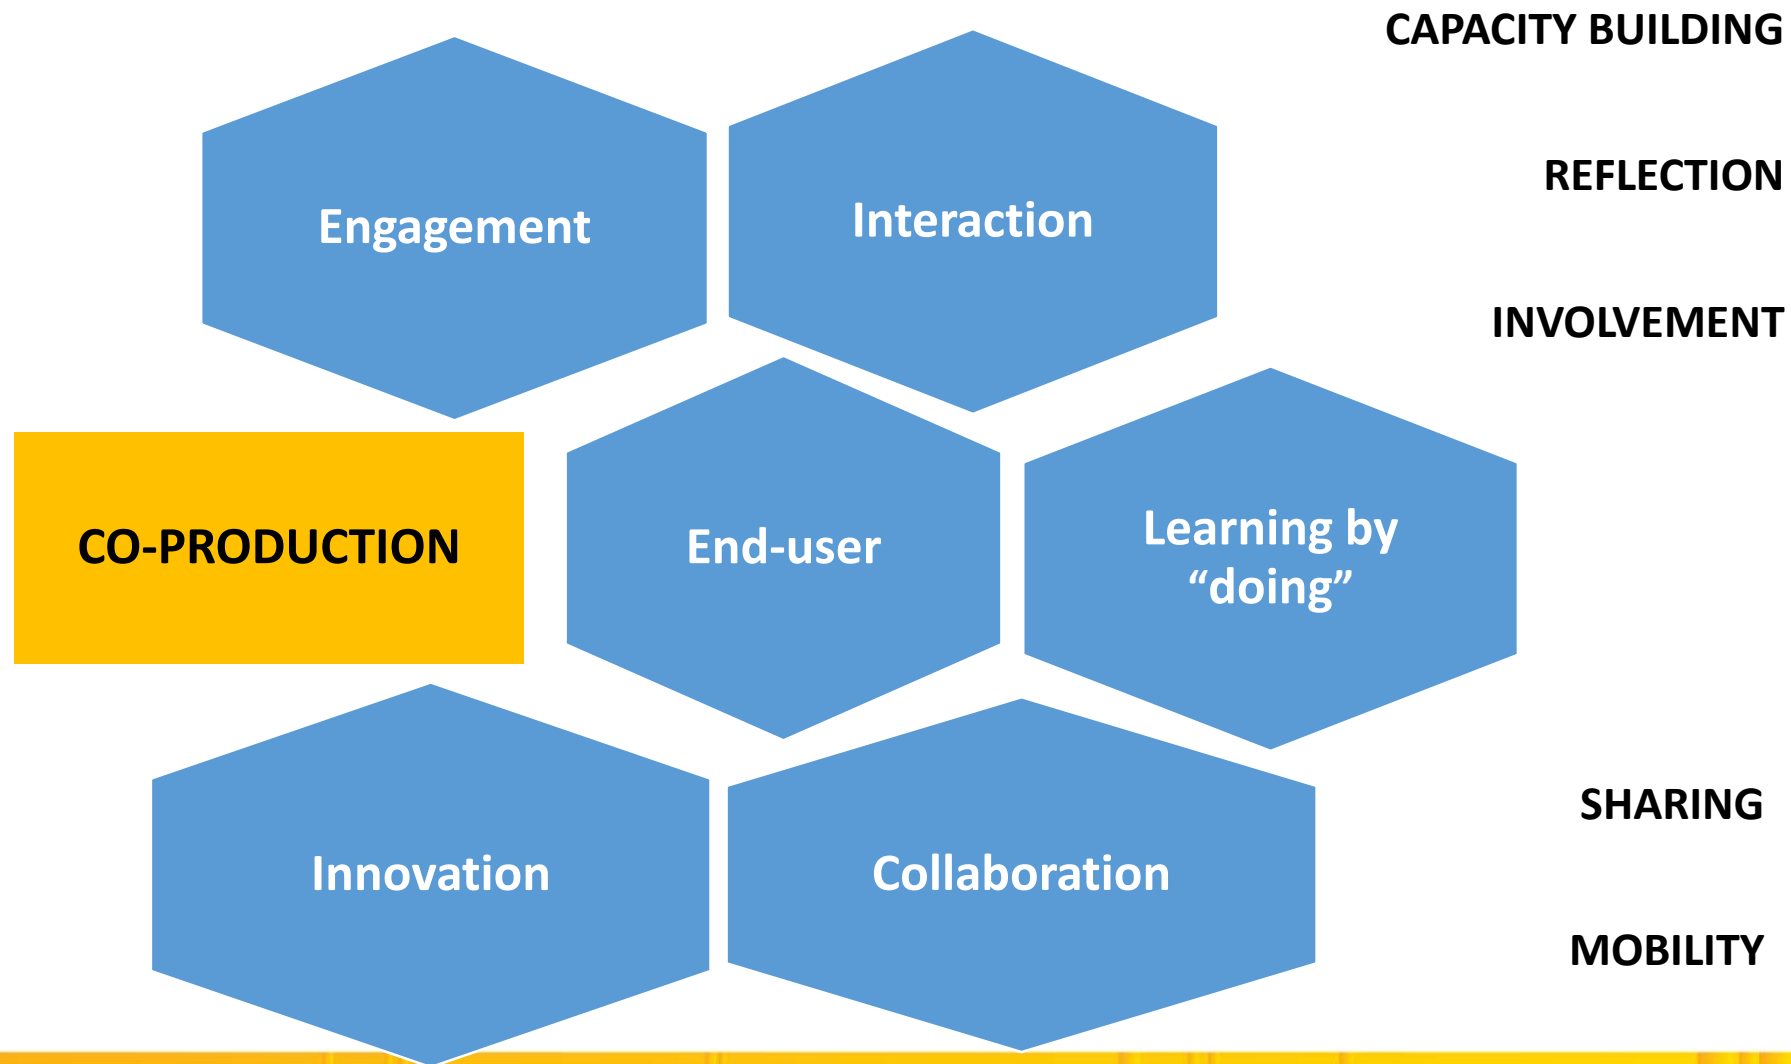 CAPACITY BUILDING
REFLECTION
INVOLVEMENT
Engagement
Interaction
CO-PRODUCTION
End-user
Learning by
“doing”
Innovation
Collaboration
SHARING
MOBILITY